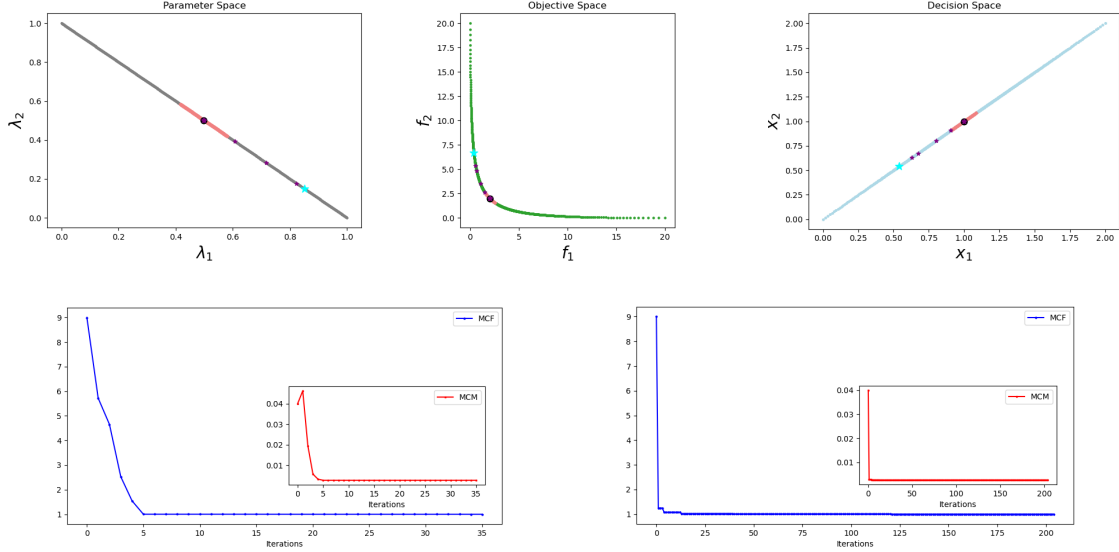 Parameter Space
1.0
0.8
0.6
0.4
0.2
0.0
λ2
0.0 0.2 0.4 0.6 0.8 1.0
λ1
Objective Space
20.0
17.5
15.0
12.5
10.0
7.5
5.0
2.5
0.0
f2
0 5 10 15 20
f1
Decision Space
2.00
1.75
1.50
1.25
1.00
0.75
0.50
0.25
0.00
x2
0.00 0.25 0.50 0.75 1.00 1.25 1.50 1.75 2.00
x1
9
8
7
6
5
4
3
2
1
MCF
0.04
0.03
0.02
0.01
MCM
0 5 10 15 20 25 30 35
Iterations
0 5 10 15 20 25 30 35
Iterations
9
8
7
6
5
4
3
2
1
MCF
0.04
0.03
0.02
0.01
MCM
0 50 100 150 200
Iterations
0 25 50 75 100 125 150 175 200
Iterations